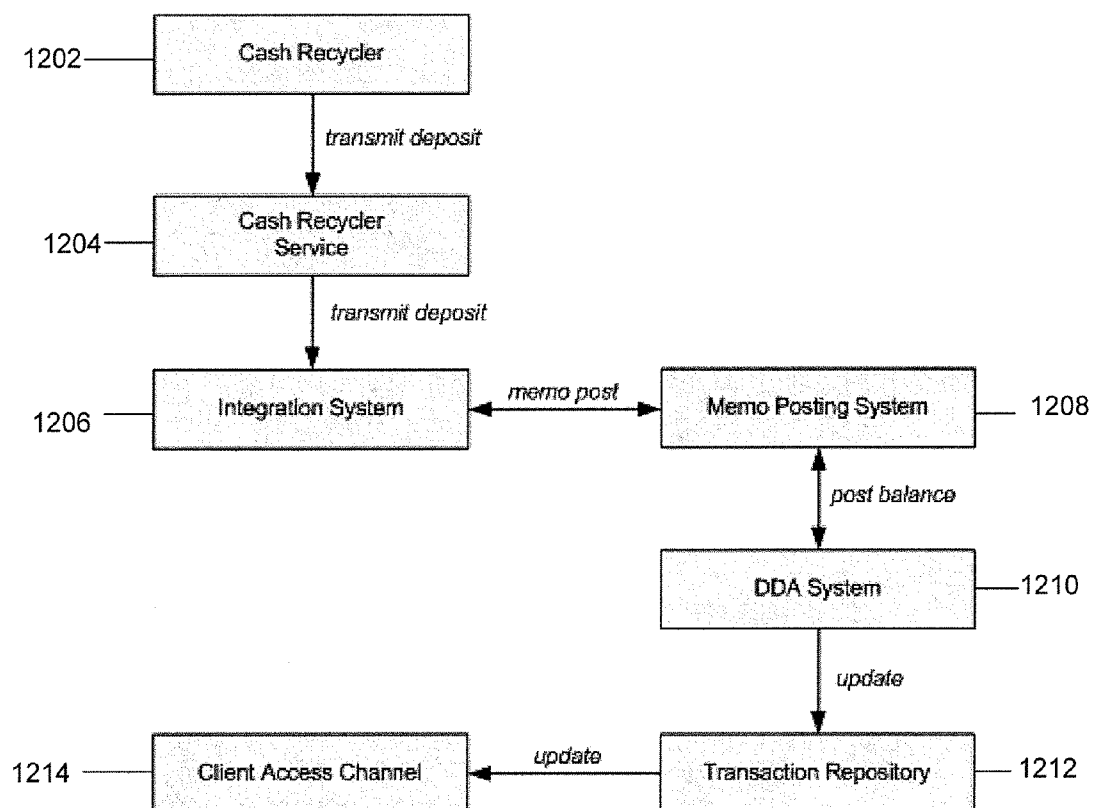 1202
Cash Recycler
transmit deposit
1204
Cash Recycler
Service
transmit deposit
1206
Integration System
memo post
Memo Posting System
1208
post balance
DDA System
1210
update
1214
Client Access Channel
update
Transaction Repository
1212